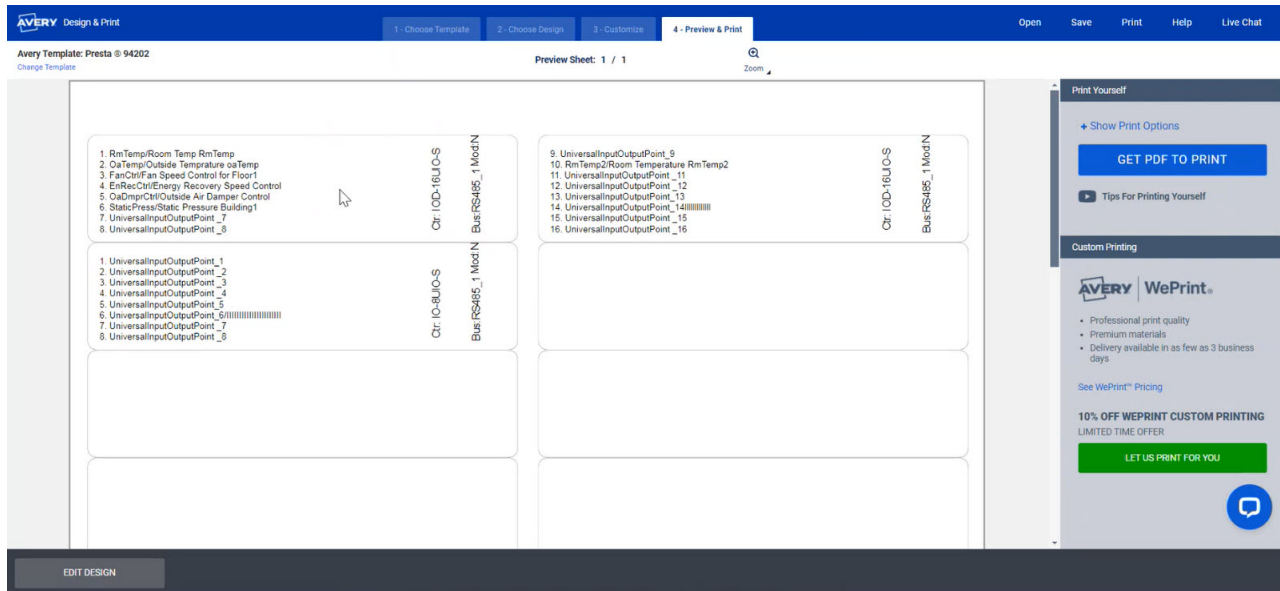 AVERY Design & Print
1 - Choose Template
2 - Choose Design
3 - Customize
4 - Preview & Print
Open
Save
Print
Help
Live Chat
Avery Template: Presta ® 94202
Change Template
Preview Sheet: 1 / 1
Zoom
1. RmTemp/Room Temp RmTemp
2. OaTemp/Outside Temprature oaTemp
3. FanCtrl/Fan Speed Control for Floor1
4. EnRecCtrl/Energy Recovery Speed Control
5. OaDmprCtrl/Outside Air Damper Control
6. StaticPress/Static Pressure Building1
7. UniversalInputOutputPoint _7
8. UniversalInputOutputPoint _8
Ctr: IOD-16UIO-S
Bus:RS485_1 Mod:N
9. UniversalInputOutputPoint_9
10. RmTemp2/Room Temperature RmTemp2
11. UniversalInputOutputPoint _11
12. UniversalInputOutputPoint _12
13. UniversalInputOutputPoint_13
14. UniversalInputOutputPoint_14
15. UniversalInputOutputPoint _15
16. UniversalInputOutputPoint _16
Ctr: IOD-16UIO-S
Bus:RS485_1 Mod:N
1. UniversalInputOutputPoint_1
2. UniversalInputOutputPoint _2
3. UniversalInputOutputPoint _3
4. UniversalInputOutputPoint _4
5. UniversalInputOutputPoint_5
6. UniversalInputOutputPoint_6/
7. UniversalInputOutputPoint _7
8. UniversalInputOutputPoint _8
Ctr: IO-8UIO-S
Bus:RS485_1 Mod:N
Print Yourself
+ Show Print Options
GET PDF TO PRINT
Tips For Printing Yourself
Custom Printing
AVERY WePrint®
• Professional print quality
• Premium materials
• Delivery available in as few as 3 business
days
See WePrint™ Pricing
10% OFF WEPRINT CUSTOM PRINTING
LIMITED TIME OFFER
LET US PRINT FOR YOU
EDIT DESIGN